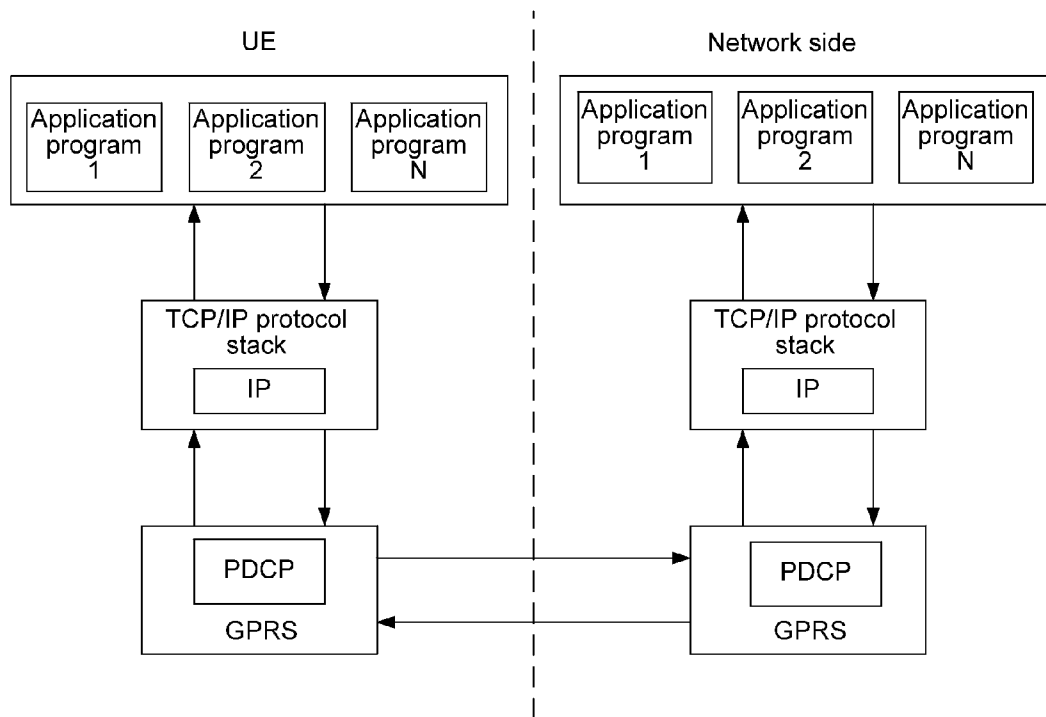 UE
Network side
Application
program
1
Application
program
2
Application
program
N
Application
program
1
Application
program
2
Application
program
N
TCP/IP protocol
stack
IP
TCP/IP protocol
stack
IP
PDCP
GPRS
PDCP
GPRS